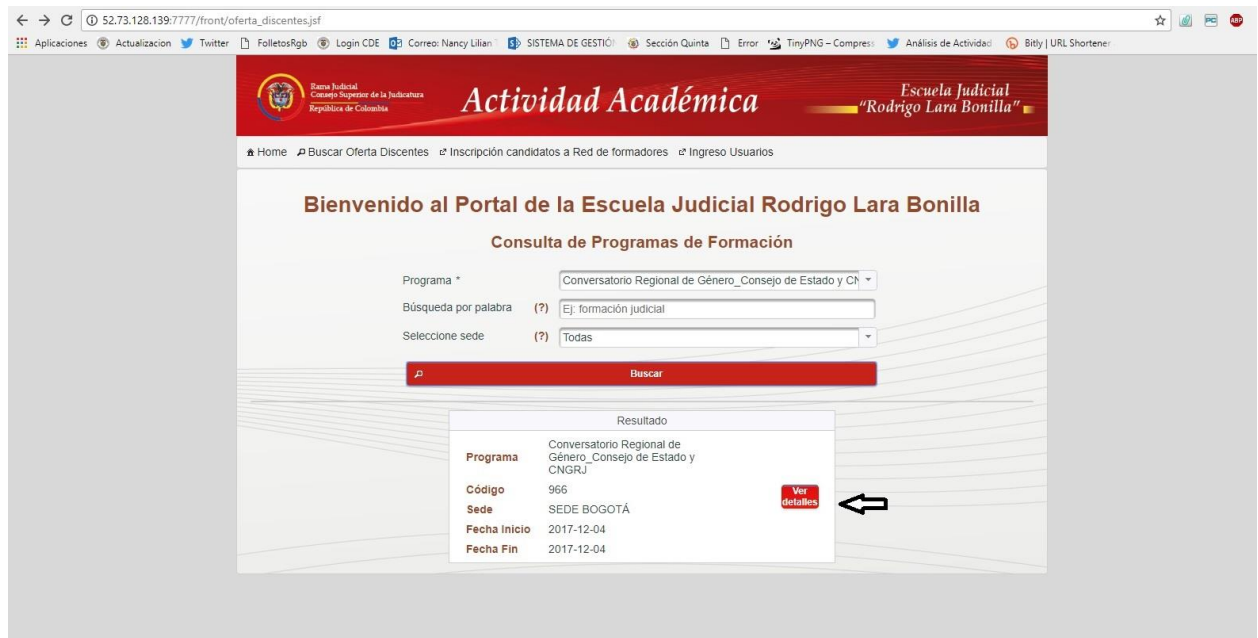 52.73.128.139:7777/front/oferta_discentes.jsf
Aplicaciones Actualizacion Twitter FolletosRgb Login CDE Correo: Nancy Lilian SISTEMA DE GESTIÓ Sección Quinta Error TinyPNG – Compress Análisis de Actividad Bitly | URL Shortener
Rama Judicial
Consejo Superior de la Judicatura
República de Colombia
Actividad Académica
Escuela Judicial
"Rodrigo Lara Bonilla"
Home Buscar Oferta Discentes Inscripción candidatos a Red de formadores Ingreso Usuarios
Bienvenido al Portal de la Escuela Judicial Rodrigo Lara Bonilla
Consulta de Programas de Formación
Programa * Conversatorio Regional de Género_Consejo de Estado y CN
Búsqueda por palabra (?) Ej: formación judicial
Seleccione sede (?) Todas
Buscar
Resultado
Programa
Conversatorio Regional de
Género_Consejo de Estado y
CNGRJ
Código 966
Ver
detalles
Sede SEDE BOGOTÁ
Fecha Inicio 2017-12-04
Fecha Fin 2017-12-04